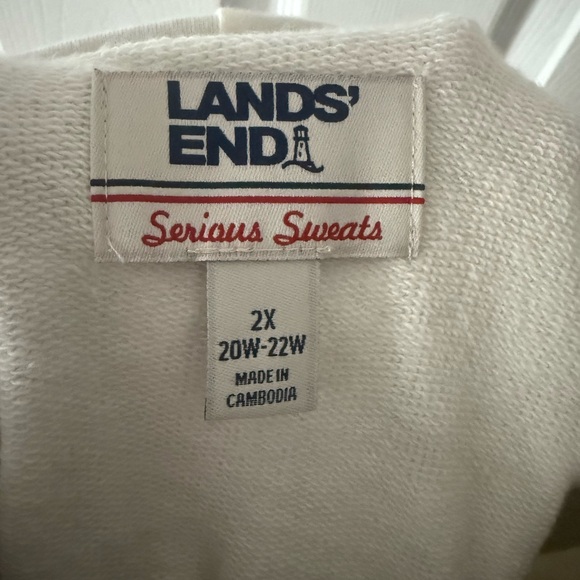 LANDS'
END
Serious Sweats
2X
20W-22W
MADE IN
CAMBODIA